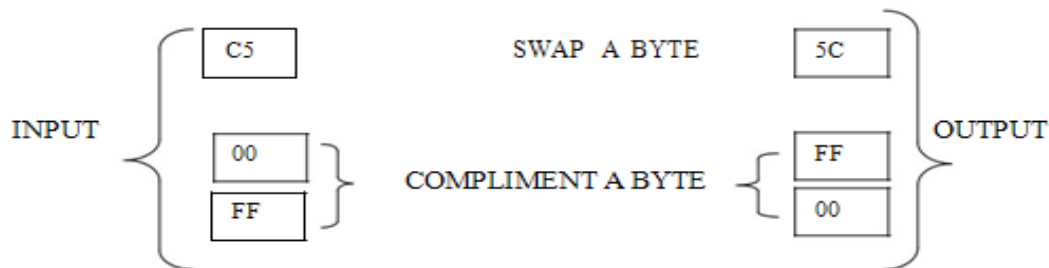 C5 SWAP A BYTE 5C
INPUT OUTPUT
00 FF
COMPLIMENT A BYTE
FF 00